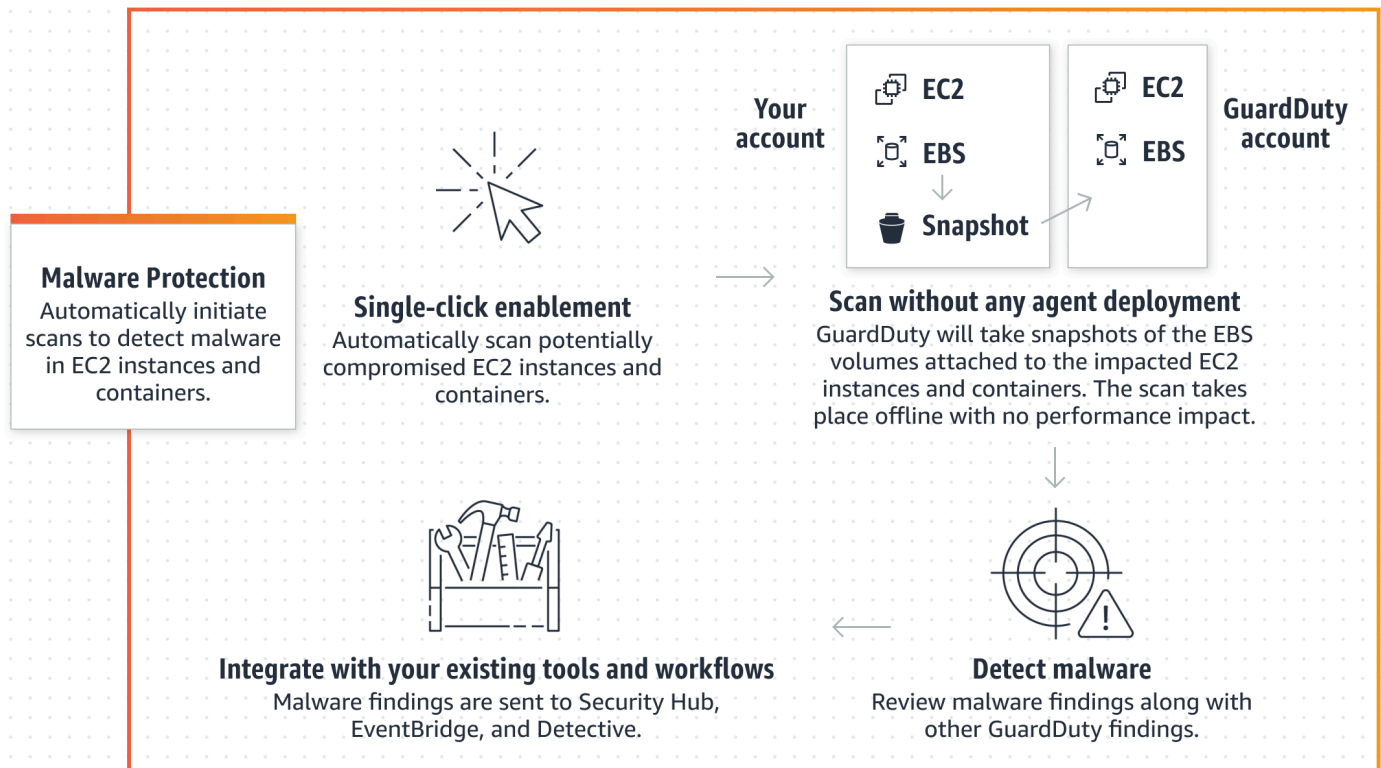 Malware Protection
Automatically initiate
scans to detect malware
in EC2 instances and
containers.
Single-click enablement
Automatically scan potentially
compromised EC2 instances and
containers.
Your
account
EC2
EBS
Snapshot
EC2
EBS
GuardDuty
account
Scan without any agent deployment
GuardDuty will take snapshots of the EBS
volumes attached to the impacted EC2
instances and containers. The scan takes
place offline with no performance impact.
Detect malware
Review malware findings along with
other GuardDuty findings.
Integrate with your existing tools and workflows
Malware findings are sent to Security Hub,
EventBridge, and Detective.